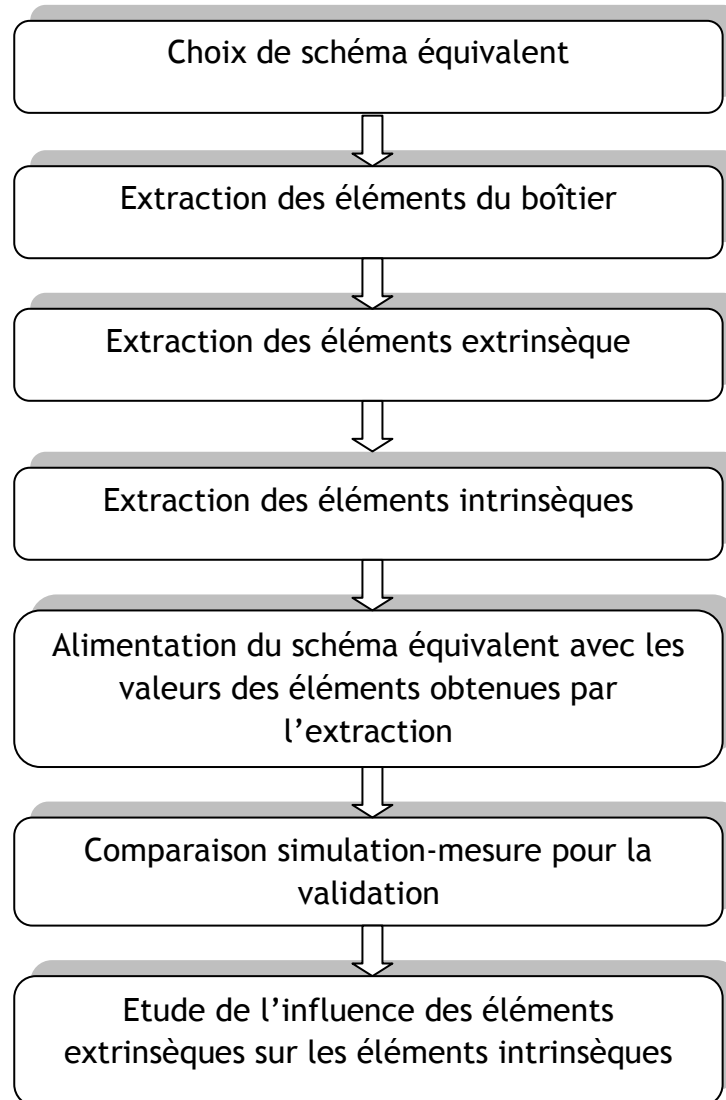 Choix de schéma équivalent
Extraction des éléments du boîtier
Extraction des éléments extrinsèque
Extraction des éléments intrinsèques
Alimentation du schéma équivalent avec les
valeurs des éléments obtenues par
l’extraction
Comparaison simulation-mesure pour la
validation
Etude de l’influence des éléments
extrinsèques sur les éléments intrinsèques